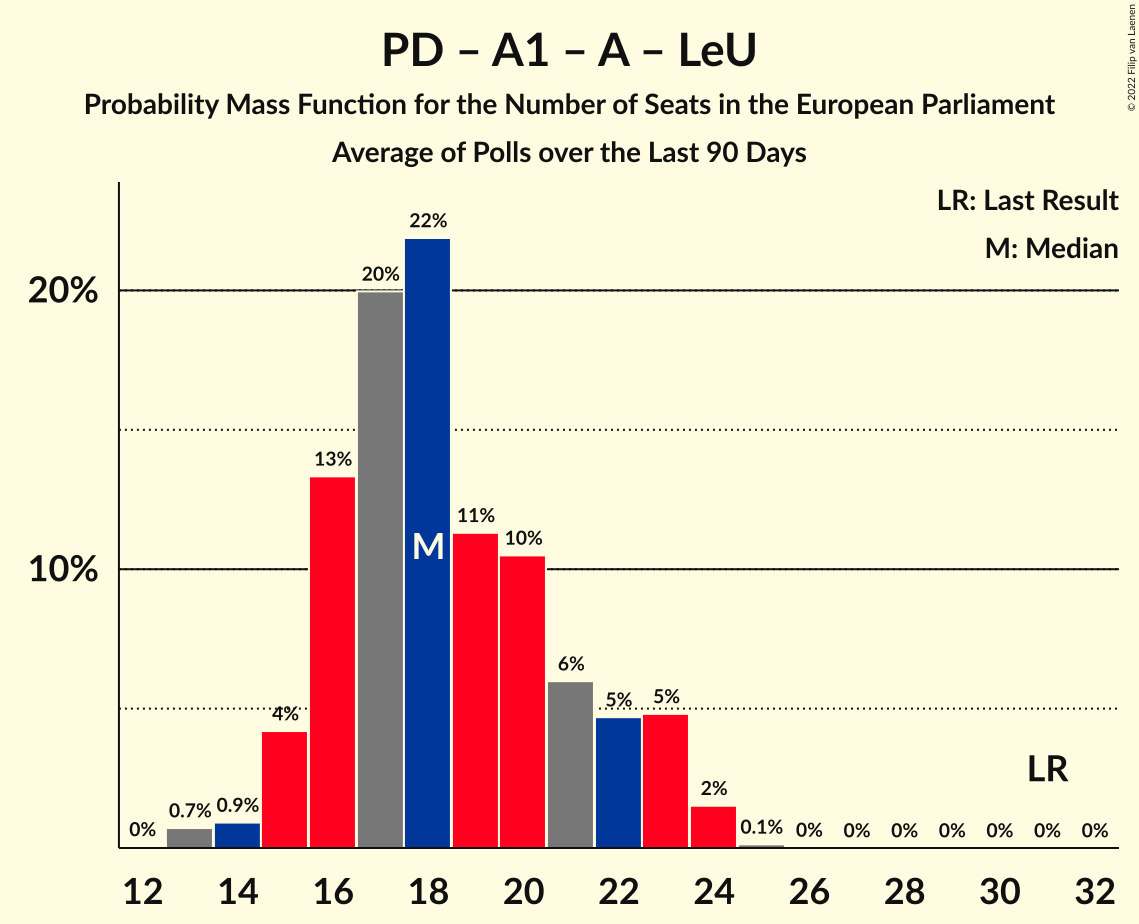 PD – A1 – A – LeU
Probability Mass Function for the Number of Seats in the European Parliament
Average of Polls over the Last 90 Days
© 2022 Filip van Laenen
LR: Last Result
M: Median
20%
10%
0%
0.7%
0.9%
4%
13%
20%
22%
11%
10%
6%
5%
5%
2%
0.1%
0%
0%
0%
0%
0%
0%
0%
M
LR
12 14 16 18 20 22 24 26 28 30 32